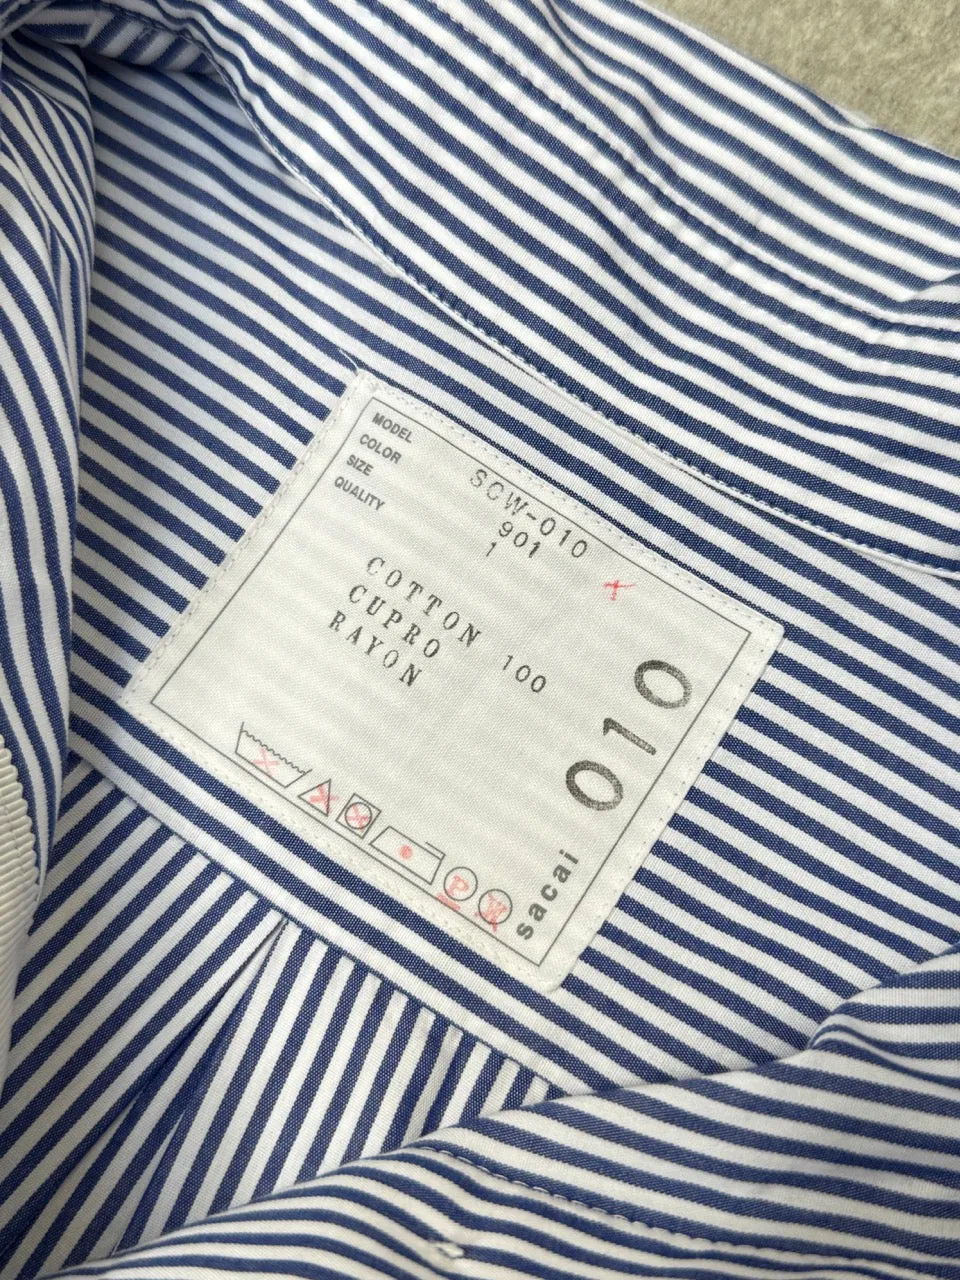 MODEL SCW-010
COLOR 901
SIZE 1
QUALITY
COTTON 100
CUPRO
RAYON
010
sacai
P
W